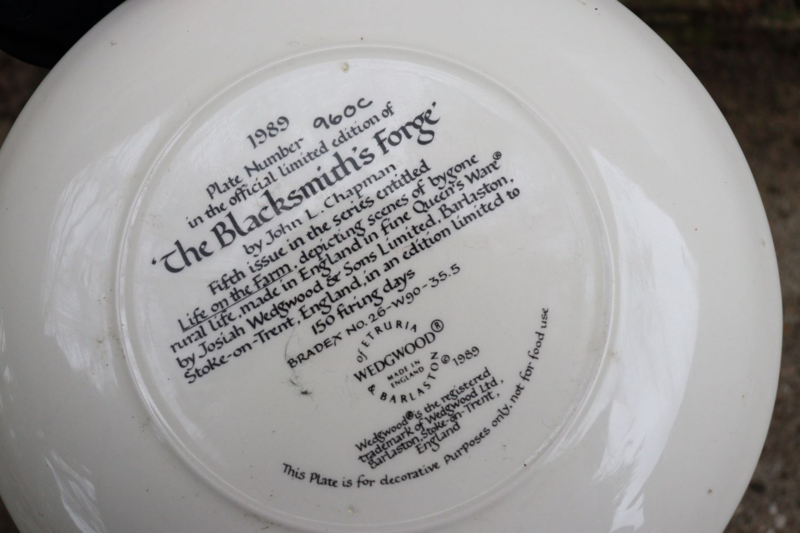 1989
Plate Number 960C
in the official limited edition of
'The Blacksmith's Forge'
by John L. Chapman
Fifth issue in the series entitled
Life on the Farm, depicting scenes of bygone
rural life, made in England in fine Queen's Ware®
by Josiah Wedgwood & Sons Limited, Barlaston,
Stoke-on-Trent, England, in an edition limited to
150 firing days
BRADEX NO. 26-W90-35.5
of ETRURIA
WEDGWOOD®
MADE IN
ENGLAND
& BARLASTON
© 1989
Wedgwood® is the registered
trademark of Wedgwood Ltd.
Barlaston, Stoke-on-Trent,
England
This Plate is for decorative Purposes only, not for food use